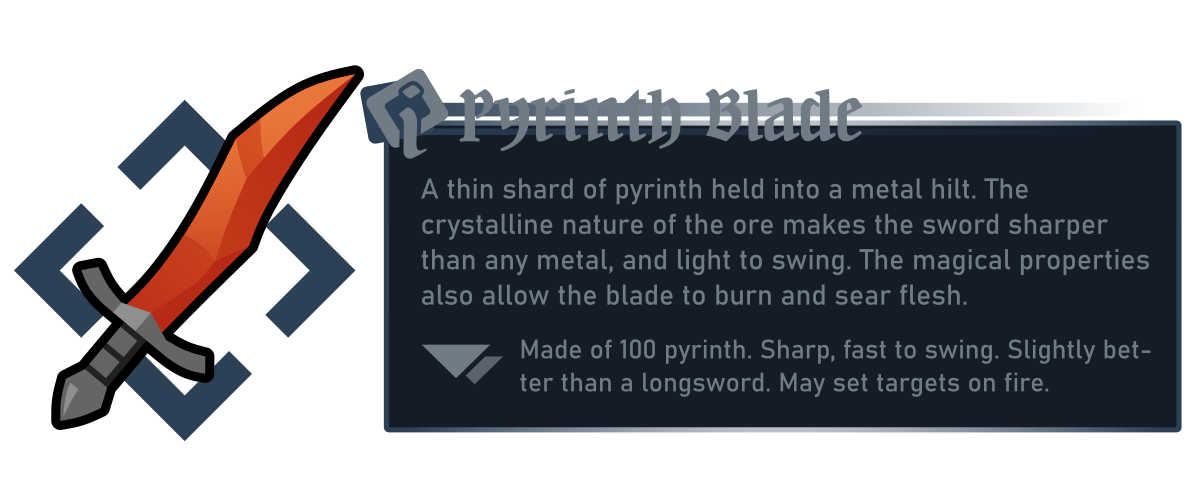 Pyrinth Blade
A thin shard of pyrinth held into a metal hilt. The
crystalline nature of the ore makes the sword sharper
than any metal, and light to swing. The magical properties
also allow the blade to burn and sear flesh.
Made of 100 pyrinth. Sharp, fast to swing. Slightly bet-
ter than a longsword. May set targets on fire.